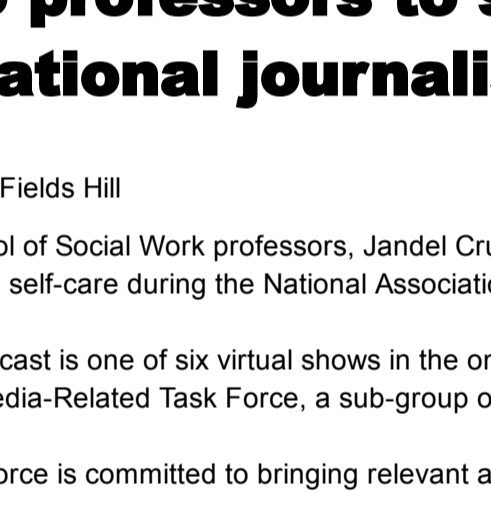 professors to
ational journali
Fields Hill
ol of Social Work professors, Jandel Cru
self-care during the National Associati
cast is one of six virtual shows in the or
edia-Related Task Force, a sub-group o
orce is committed to bringing relevant a